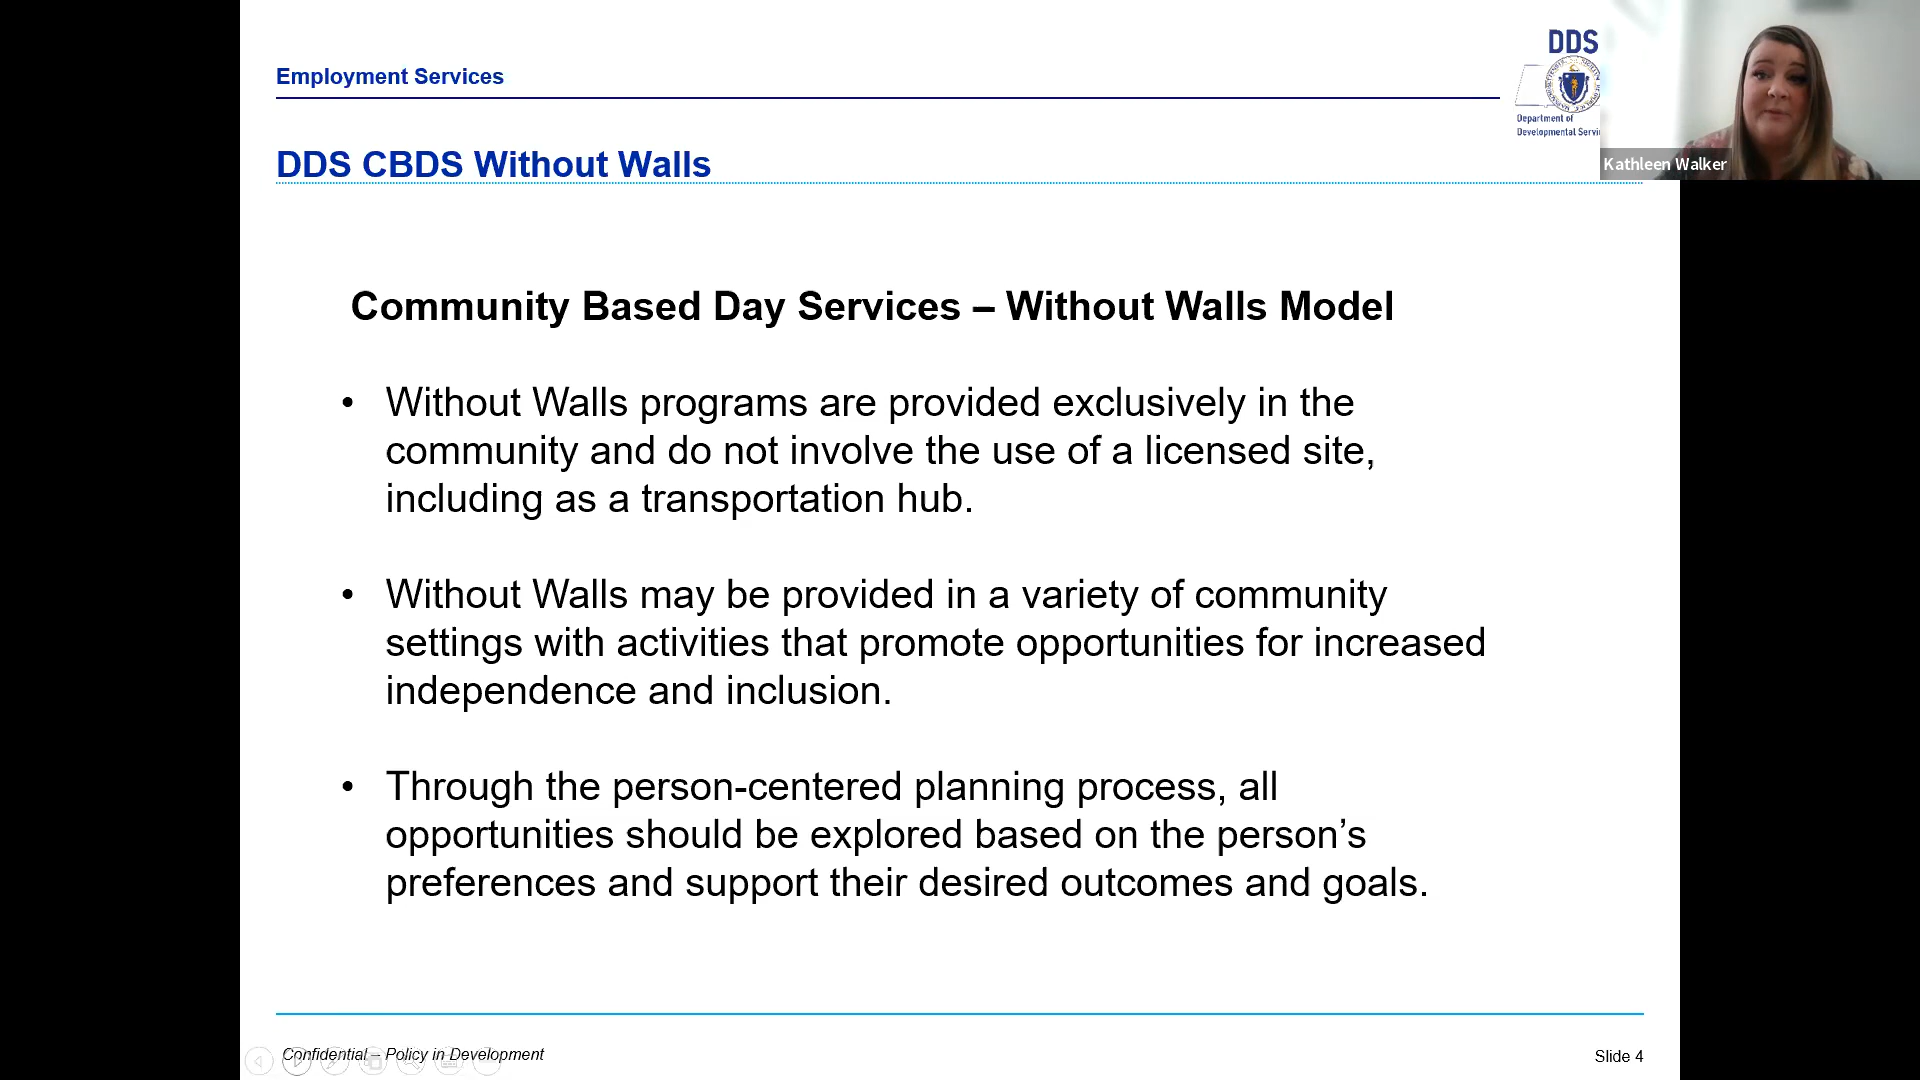 Employment Services
DDS
Department of
Developmental Servi
Kathleen Walker
DDS CBDS Without Walls
Community Based Day Services – Without Walls Model
• Without Walls programs are provided exclusively in the
community and do not involve the use of a licensed site,
including as a transportation hub.
• Without Walls may be provided in a variety of community
settings with activities that promote opportunities for increased
independence and inclusion.
• Through the person-centered planning process, all
opportunities should be explored based on the person’s
preferences and support their desired outcomes and goals.
Confidential – Policy in Development
Slide 4